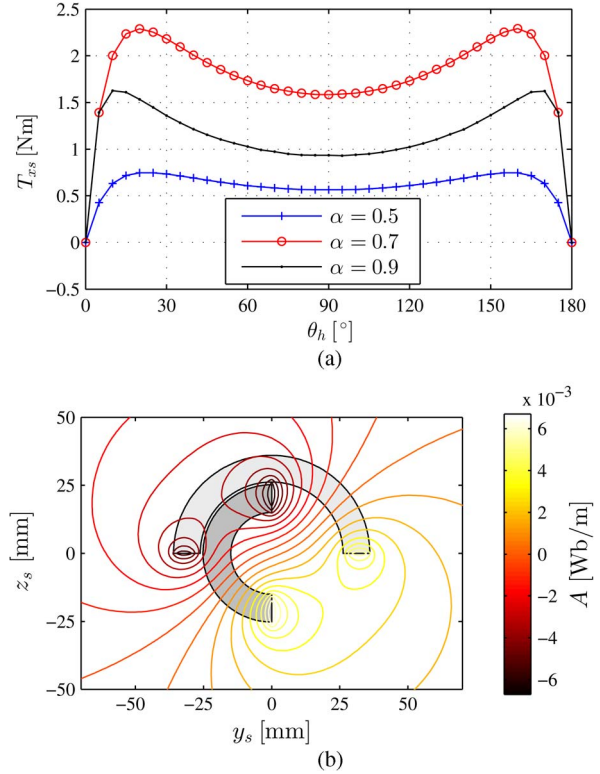 2.5
2
1.5
1
0.5
0
−0.5
T_xs [Nm]
α = 0.5
α = 0.7
α = 0.9
0 30 60 90 120 150 180
θ_h [°]
(a)
50
25
0
−25
−50
z_s [mm]
−50 −25 0 25 50
y_s [mm]
x 10⁻³
6
4
2
0
−2
−4
−6
A [Wb/m]
(b)